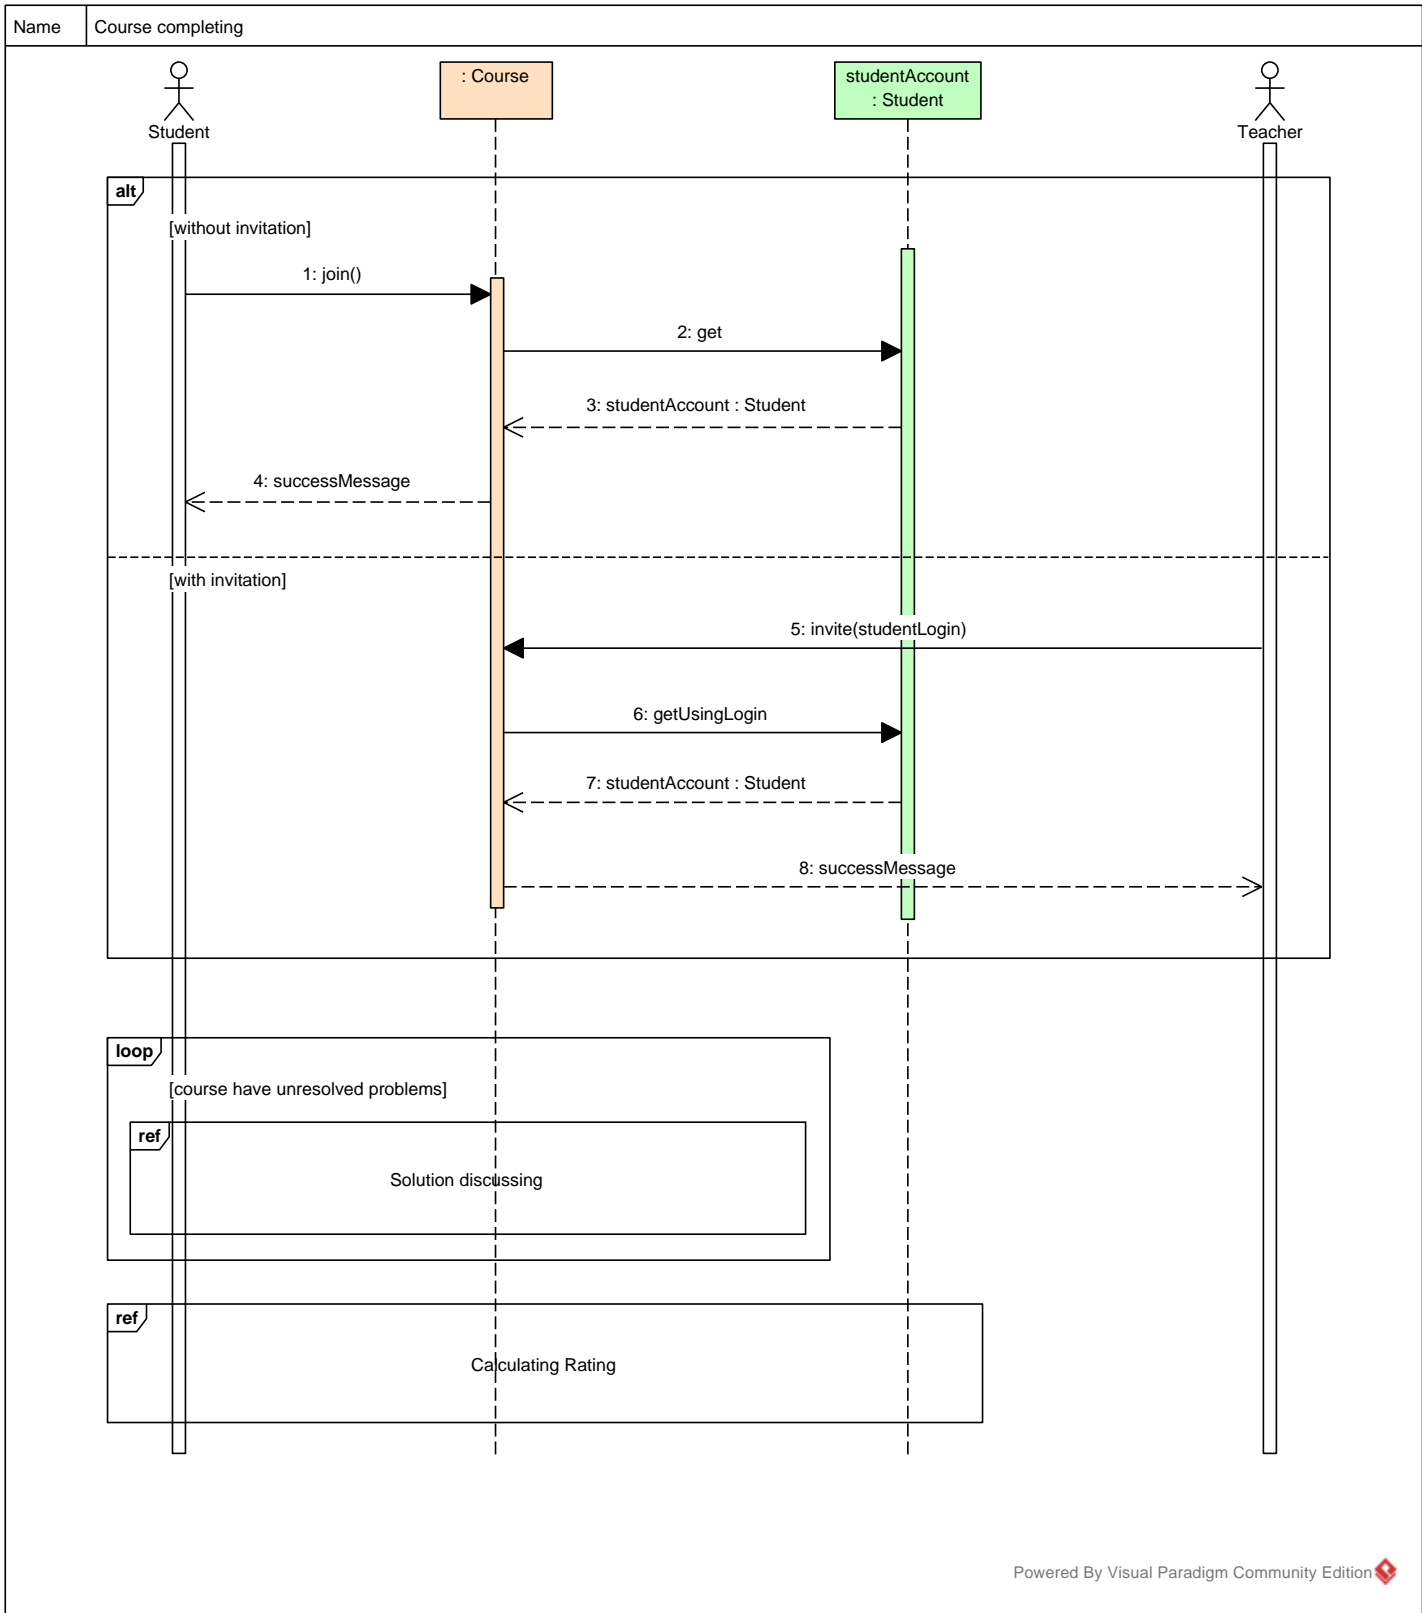 Name
Course completing
Student
: Course
studentAccount
: Student
Teacher
alt
[without invitation]
1: join()
2: get
3: studentAccount : Student
4: successMessage
[with invitation]
5: invite(studentLogin)
6: getUsingLogin
7: studentAccount : Student
8: successMessage
loop
[course have unresolved problems]
ref
Solution discussing
ref
Calculating Rating
Powered By Visual Paradigm Community Edition